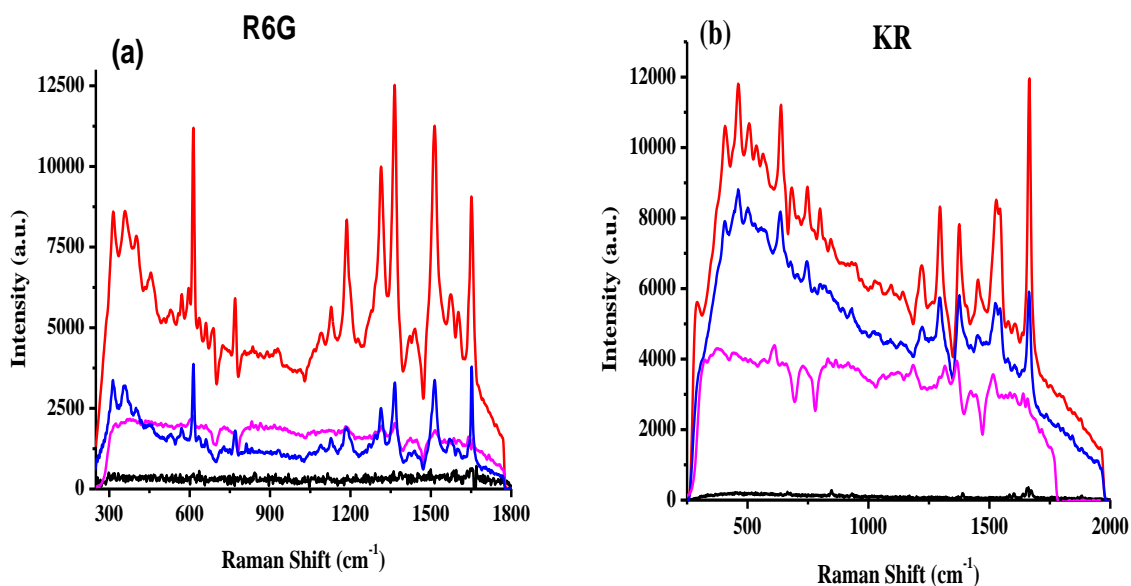 R6G
(a)
12500
10000
7500
5000
2500
0
Intensity (a.u.)
300 600 900 1200 1500 1800
Raman Shift (cm-1)
KR
(b)
12000
10000
8000
6000
4000
2000
0
Intensity (a.u.)
500 1000 1500 2000
Raman Shift (cm-1)